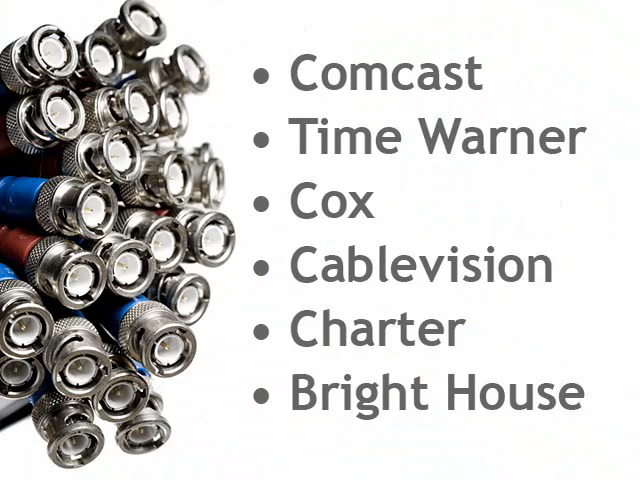 • Comcast
• Time Warner
• Cox
• Cablevision
• Charter
• Bright House